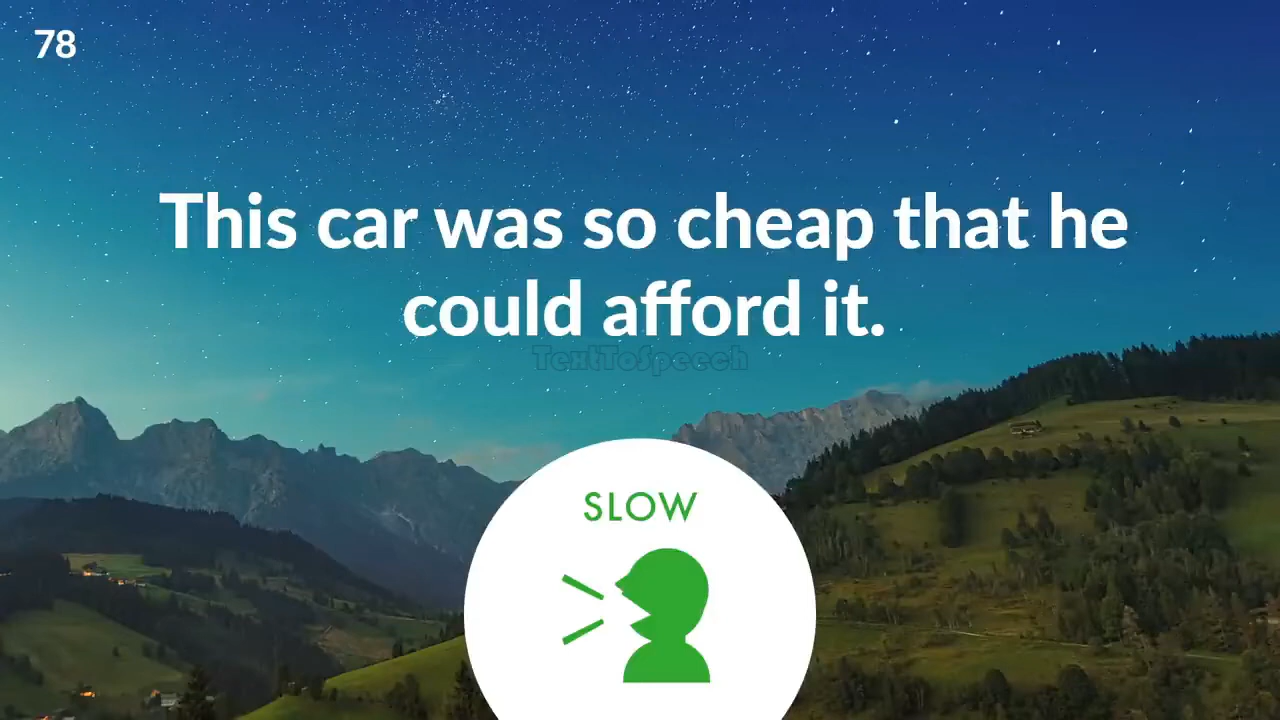 78
This car was so cheap that he
could afford it.
TextToSpeech
SLOW